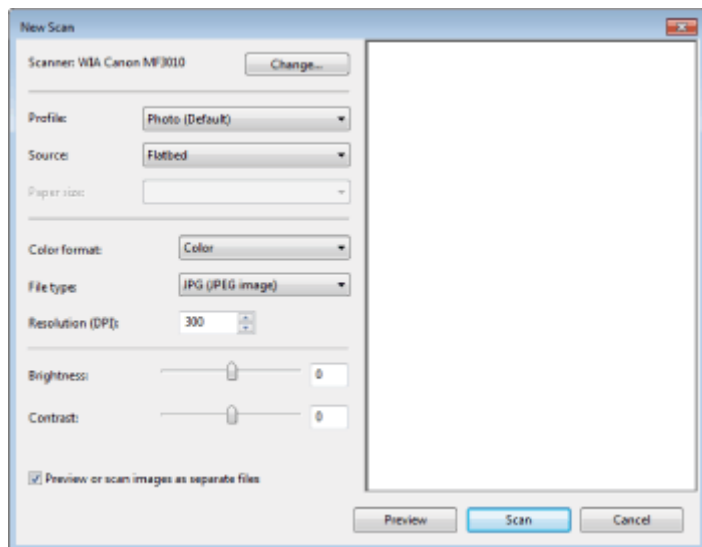 New Scan
Scanner: WIA Canon MF3010
Change...
Profile:
Photo (Default)
Source:
Flatbed
Paper size:
Color format:
Color
File type:
JPG (JPEG image)
Resolution (DPI):
300
Brightness:
0
Contrast:
0
Preview or scan images as separate files
Preview
Scan
Cancel